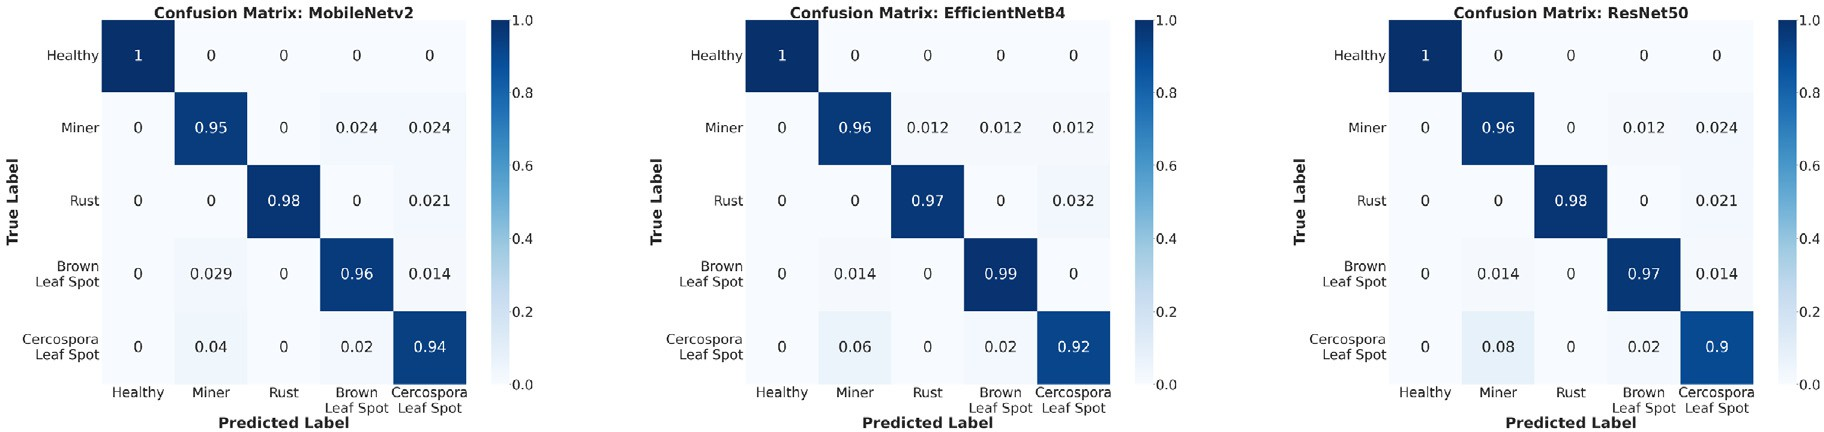 Confusion Matrix: MobileNetv2
True Label
Healthy 1 0 0 0 0
Miner 0 0.95 0 0.024 0.024
Rust 0 0 0.98 0 0.021
Brown
Leaf Spot 0 0.029 0 0.96 0.014
Cercospora
Leaf Spot 0 0.04 0 0.02 0.94
Healthy Miner Rust Brown Cercospora
Leaf Spot Leaf Spot
Predicted Label
1.0
0.8
0.6
0.4
0.2
0.0
Confusion Matrix: EfficientNetB4
True Label
Healthy 1 0 0 0 0
Miner 0 0.96 0.012 0.012 0.012
Rust 0 0 0.97 0 0.032
Brown
Leaf Spot 0 0.014 0 0.99 0
Cercospora
Leaf Spot 0 0.06 0 0.02 0.92
Healthy Miner Rust Brown Cercospora
Leaf Spot Leaf Spot
Predicted Label
1.0
0.8
0.6
0.4
0.2
0.0
Confusion Matrix: ResNet50
True Label
Healthy 1 0 0 0 0
Miner 0 0.96 0 0.012 0.024
Rust 0 0 0.98 0 0.021
Brown
Leaf Spot 0 0.014 0 0.97 0.014
Cercospora
Leaf Spot 0 0.08 0 0.02 0.9
Healthy Miner Rust Brown Cercospora
Leaf Spot Leaf Spot
Predicted Label
1.0
0.8
0.6
0.4
0.2
0.0